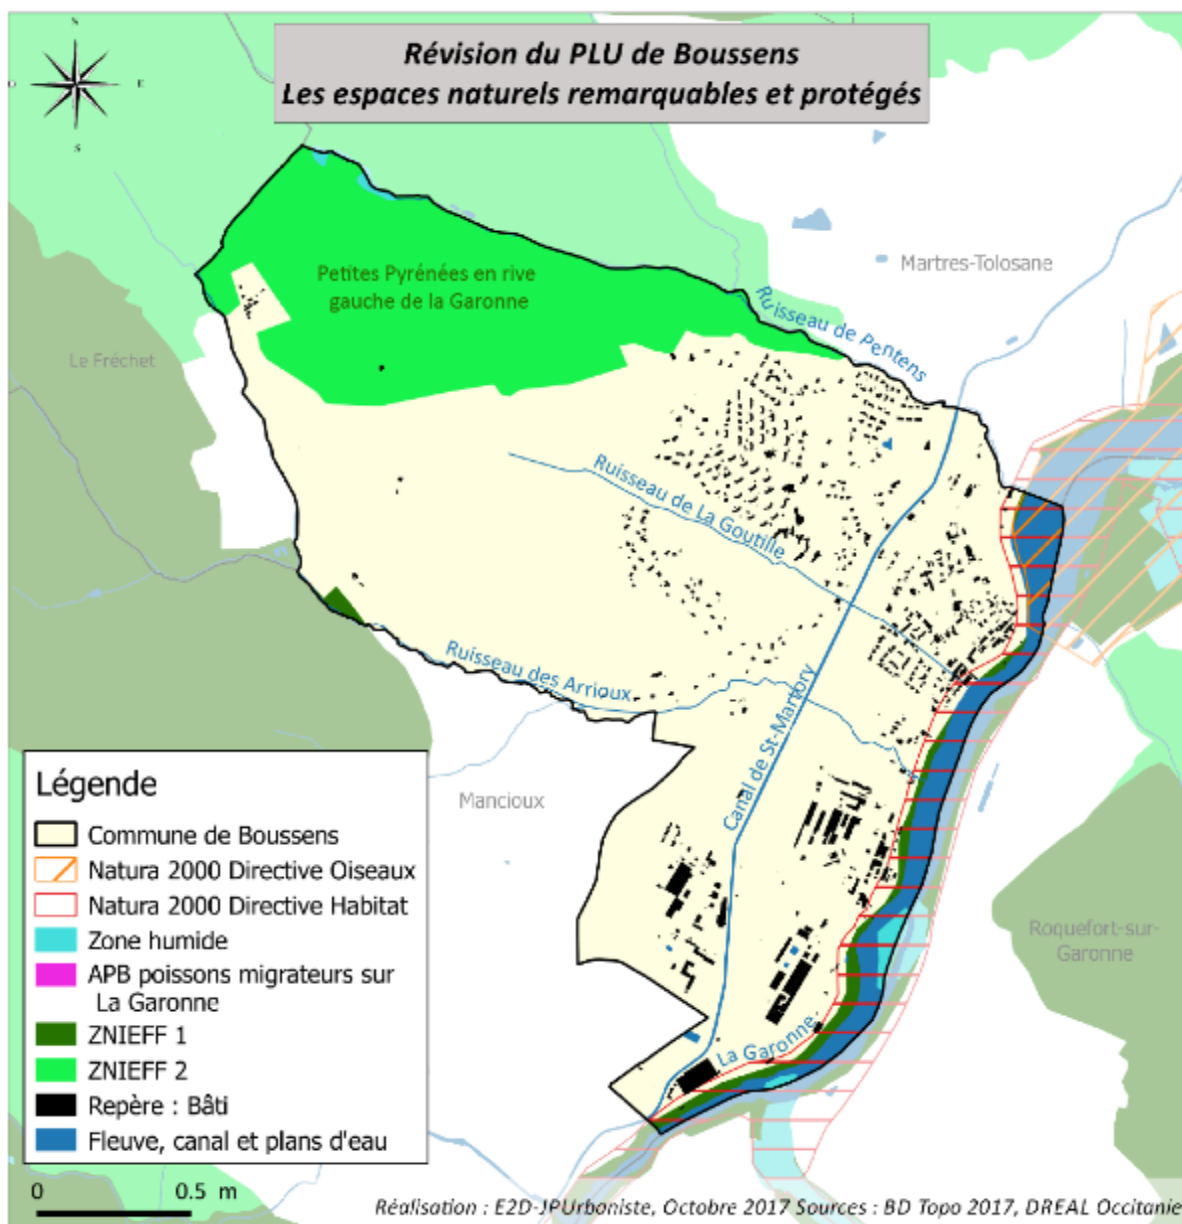 Révision du PLU de Boussens
Les espaces naturels remarquables et protégés
E
S
Petites Pyrénées en rive
gauche de la Garonne
Martres-Tolosane
Ruisseau de Pentens
Le Fréchet
Ruisseau de La Goutille
Ruisseau des Arrioux
Canal de St-Martory
Mancioux
Roquefort-sur-
Garonne
La Garonne
Légende
Commune de Boussens
Natura 2000 Directive Oiseaux
Natura 2000 Directive Habitat
Zone humide
APB poissons migrateurs sur
La Garonne
ZNIEFF 1
ZNIEFF 2
Repère : Bâti
Fleuve, canal et plans d'eau
0 0.5 m
Réalisation : E2D-JPUrboniste, Octobre 2017 Sources : BD Topo 2017, DREAL Occitanie